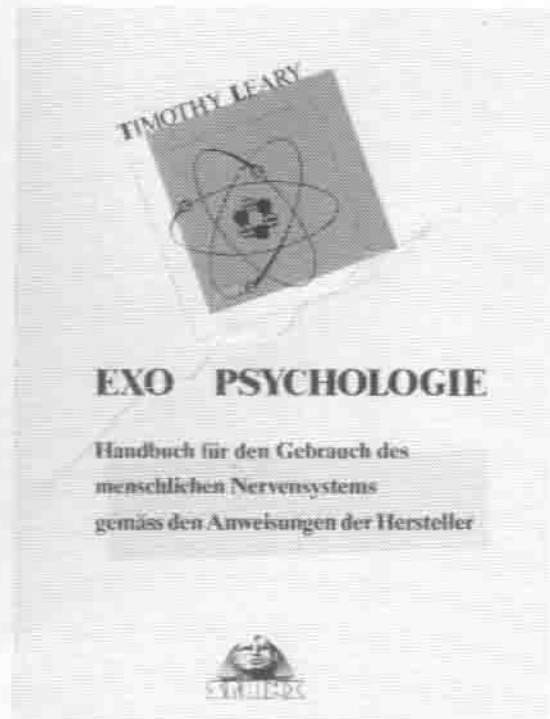 TIMOTHY LEARY
EXO PSYCHOLOGIE
Handbuch für den Gebrauch des
menschlichen Nervensystems
gemäss den Anweisungen der Hersteller